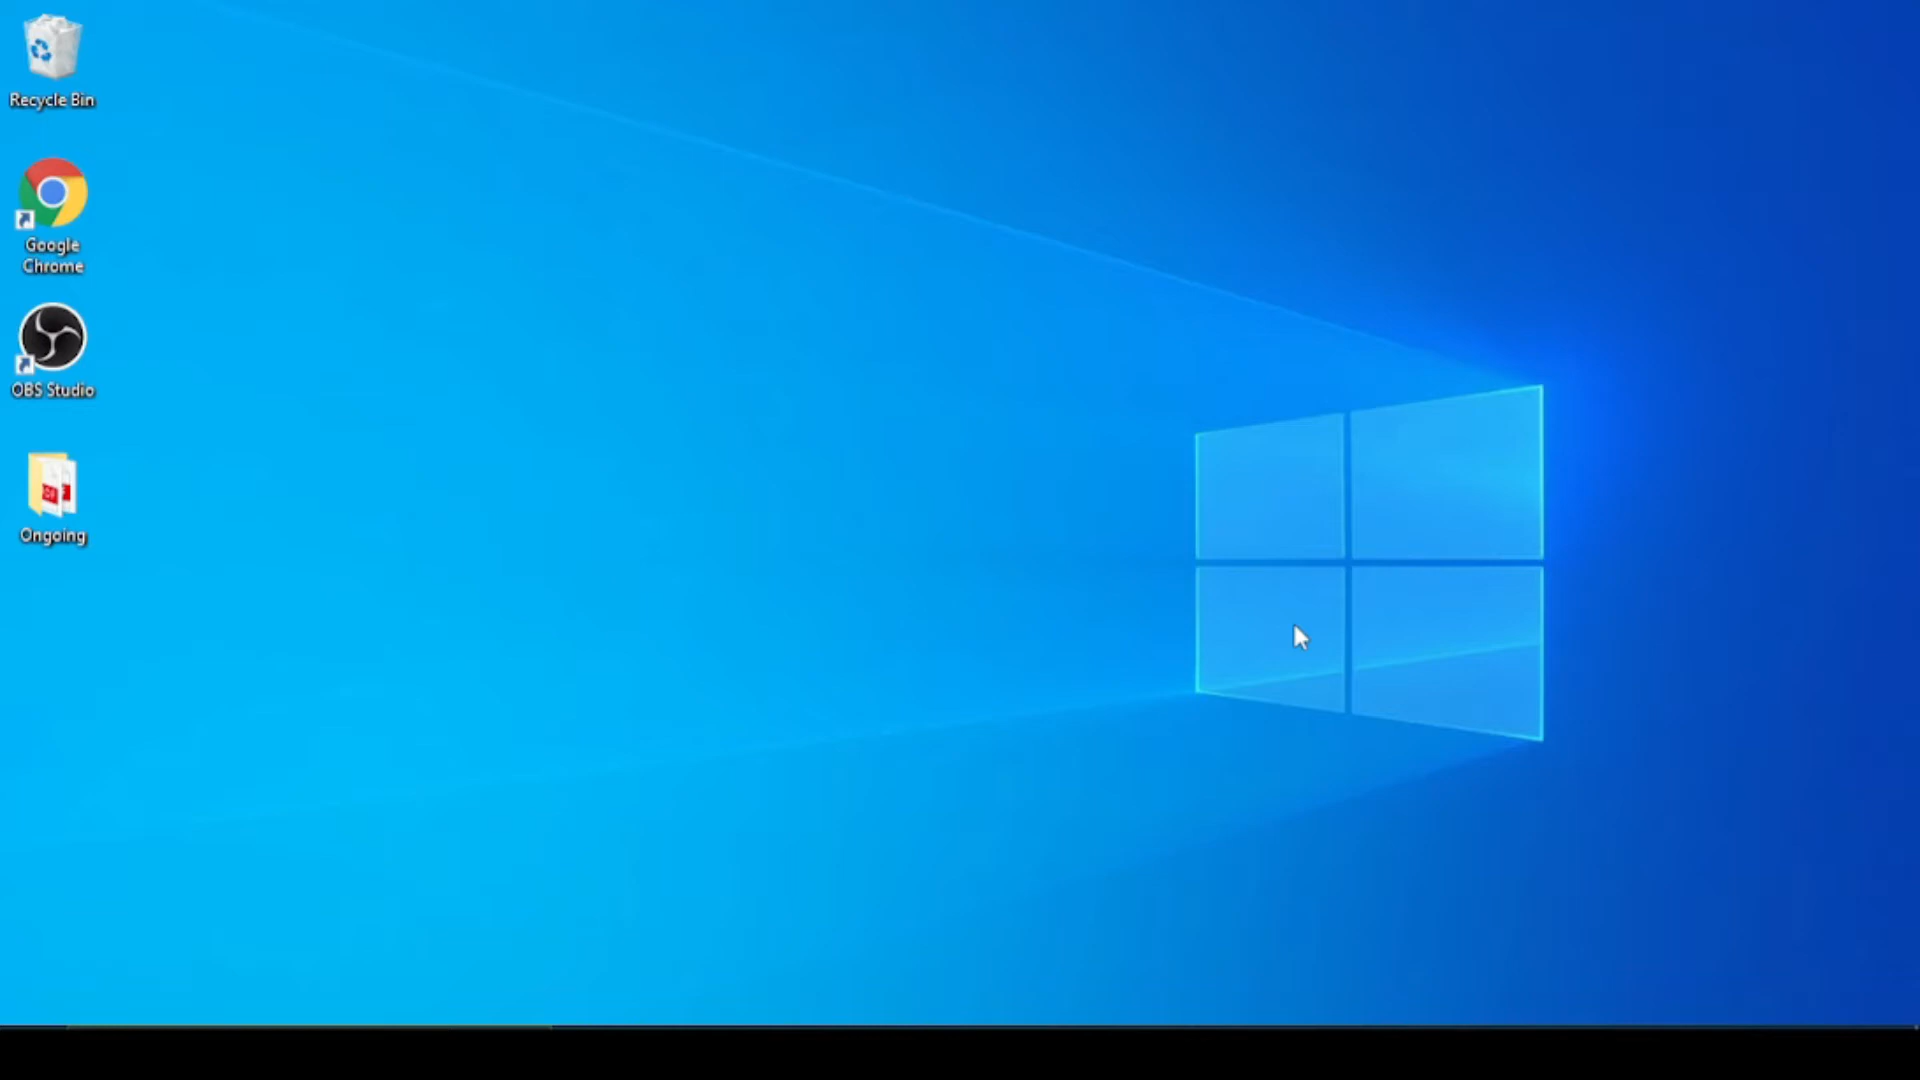 Recycle Bin
Google
Chrome
OBS Studio
Ongoing